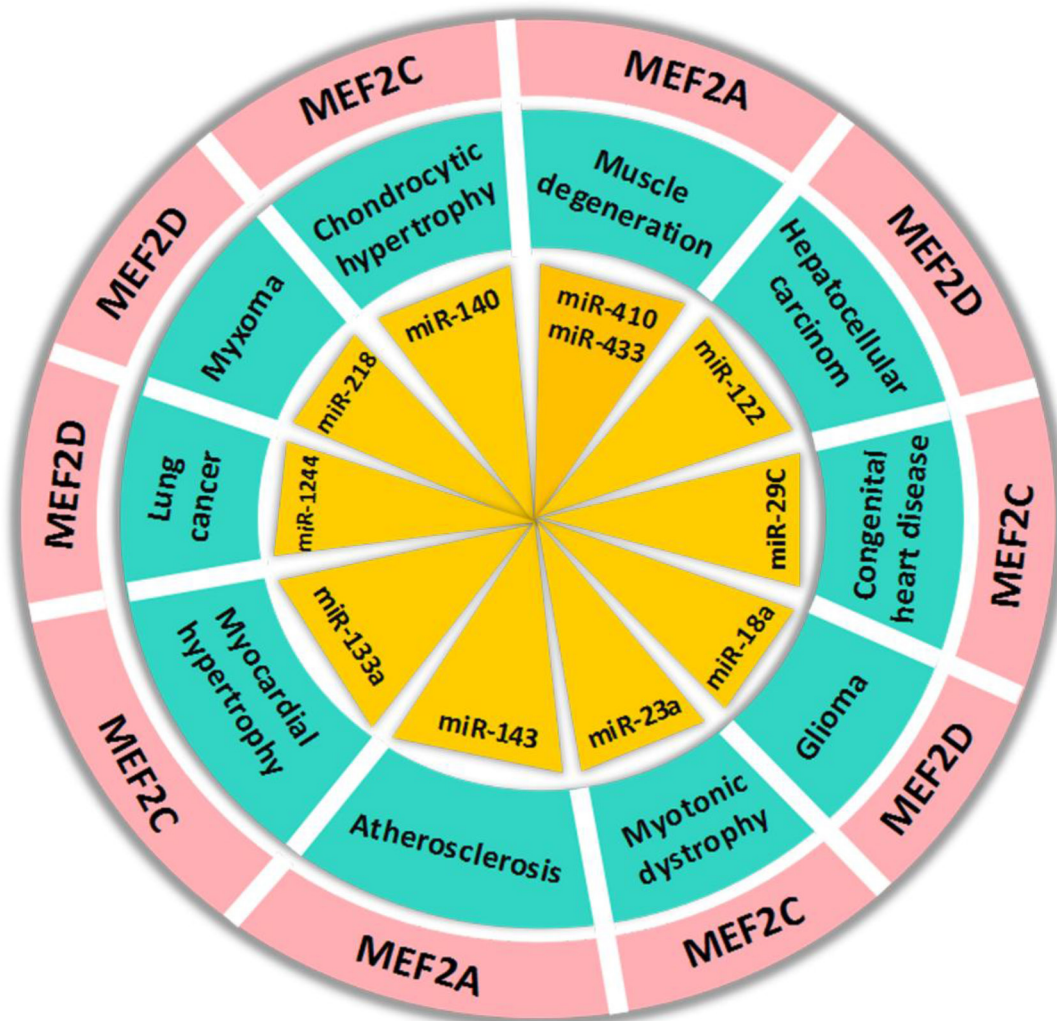 MEF2A
Muscle
degeneration
miR-410
miR-433
MEF2D
Hepatocellular
carcinom
miR-122
MEF2C
Congenital
heart disease
miR-29C
MEF2D
Glioma
miR-18a
MEF2C
Myotonic
dystrophy
miR-23a
MEF2A
Atherosclerosis
miR-143
MEF2C
Myocardial
hypertrophy
miR-133a
MEF2D
Lung
cancer
miR-1244
MEF2D
Myxoma
miR-218
MEF2C
Chondrocytic
hypertrophy
miR-140